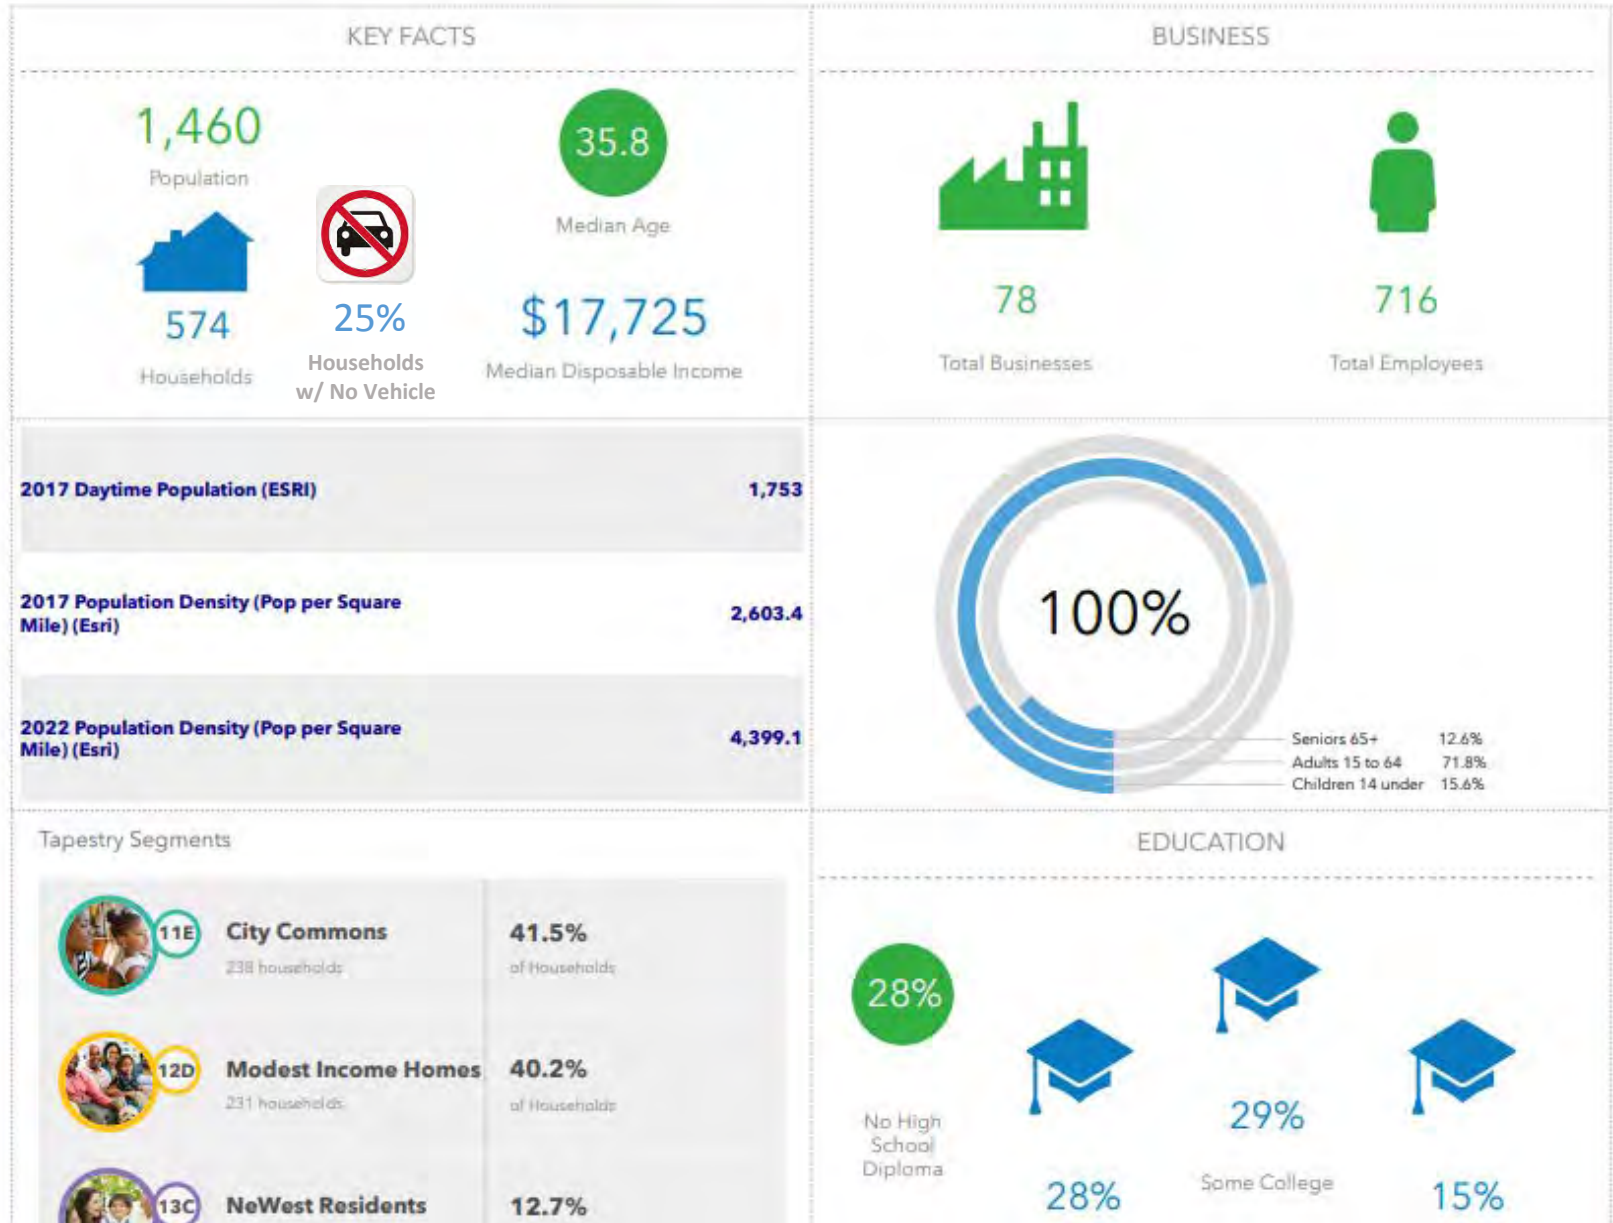 KEY FACTS
1,460
Population
35.8
Median Age
574
Households
25%
Households
w/ No Vehicle
$17,725
Median Disposable Income
BUSINESS
78
Total Businesses
716
Total Employees
2017 Daytime Population (ESRI) 1,753
2017 Population Density (Pop per Square
Mile) (Esri) 2,603.4
2022 Population Density (Pop per Square
Mile) (Esri) 4,399.1
100%
Seniors 65+ 12.6%
Adults 15 to 64 71.8%
Children 14 under 15.6%
Tapestry Segments
11E City Commons 41.5%
238 households of Households
12D Modest Income Homes 40.2%
231 households of Households
13C NeWest Residents 12.7%
EDUCATION
28%
No High
School
Diploma
28%
29%
Some College
15%